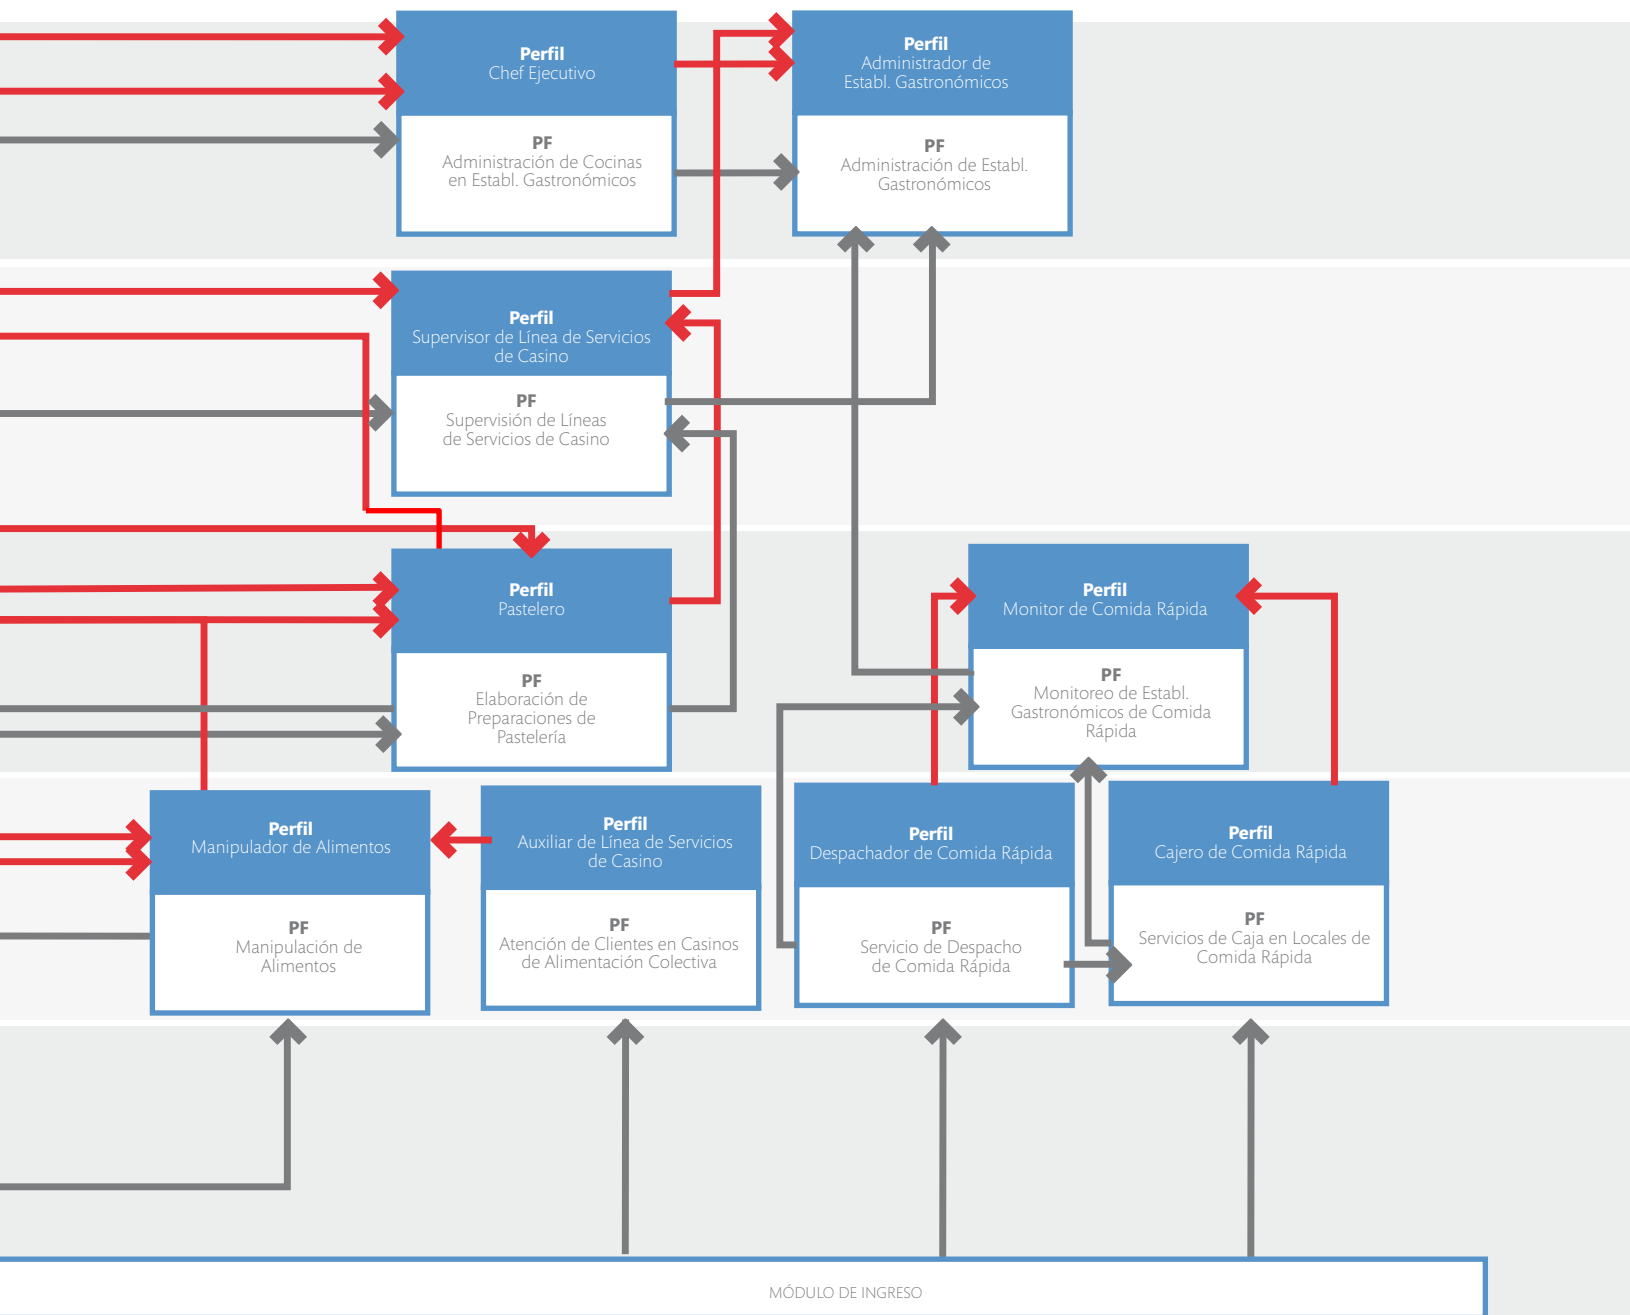 Perfil
Chef Ejecutivo
PF
Administración de Cocinas
en Establ. Gastronómicos
Perfil
Administrador de
Establ. Gastronómicos
PF
Administración de Establ.
Gastronómicos
Perfil
Supervisor de Línea de Servicios
de Casino
PF
Supervisión de Líneas
de Servicios de Casino
Perfil
Pastelero
PF
Elaboración de
Preparaciones de
Pastelería
Perfil
Monitor de Comida Rápida
PF
Monitoreo de Establ.
Gastronómicos de Comida
Rápida
Perfil
Manipulador de Alimentos
PF
Manipulación de
Alimentos
Perfil
Auxiliar de Línea de Servicios
de Casino
PF
Atención de Clientes en Casinos
de Alimentación Colectiva
Perfil
Despachador de Comida Rápida
PF
Servicio de Despacho
de Comida Rápida
Perfil
Cajero de Comida Rápida
PF
Servicios de Caja en Locales de
Comida Rápida
MÓDULO DE INGRESO